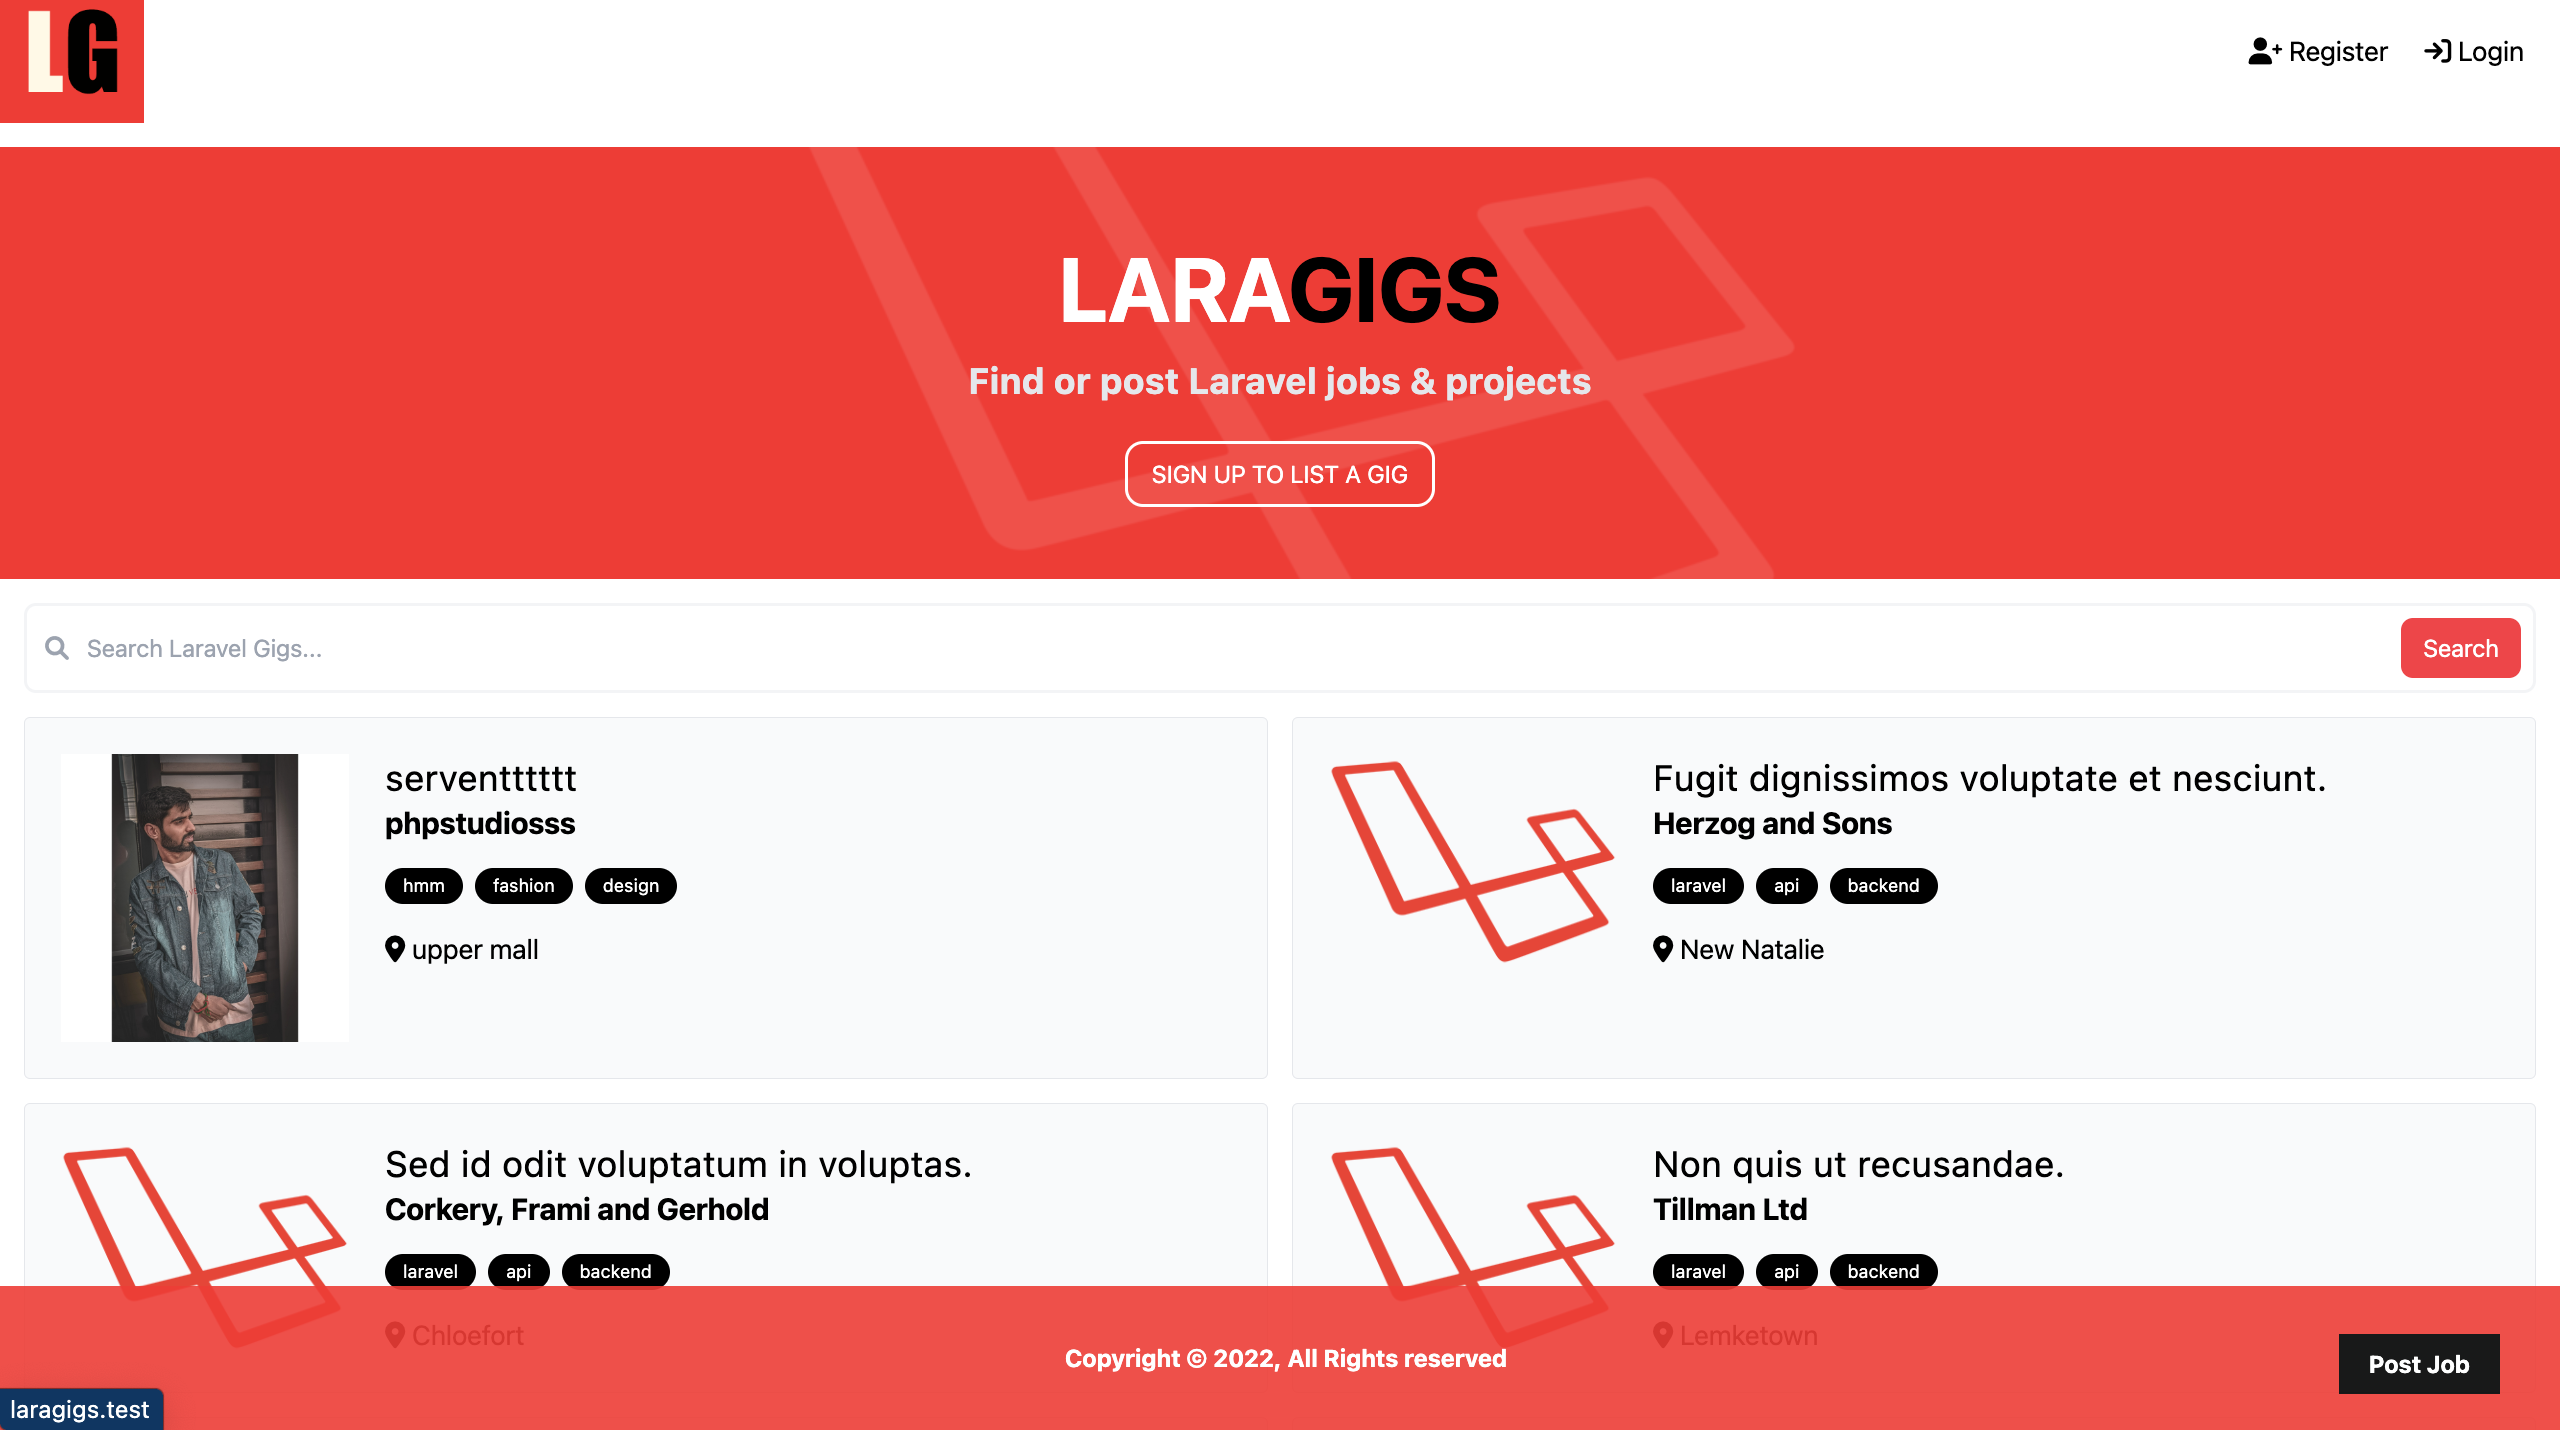 LG
Register
Login
LARAGIGS
Find or post Laravel jobs & projects
SIGN UP TO LIST A GIG
Search Laravel Gigs...
Search
serventttttt
phpstudiosss
hmm
fashion
design
upper mall
Fugit dignissimos voluptate et nesciunt.
Herzog and Sons
laravel
api
backend
New Natalie
Sed id odit voluptatum in voluptas.
Corkery, Frami and Gerhold
laravel
api
backend
Chloefort
Non quis ut recusandae.
Tillman Ltd
laravel
api
backend
Lemketown
Copyright © 2022, All Rights reserved
Post Job
laragigs.test